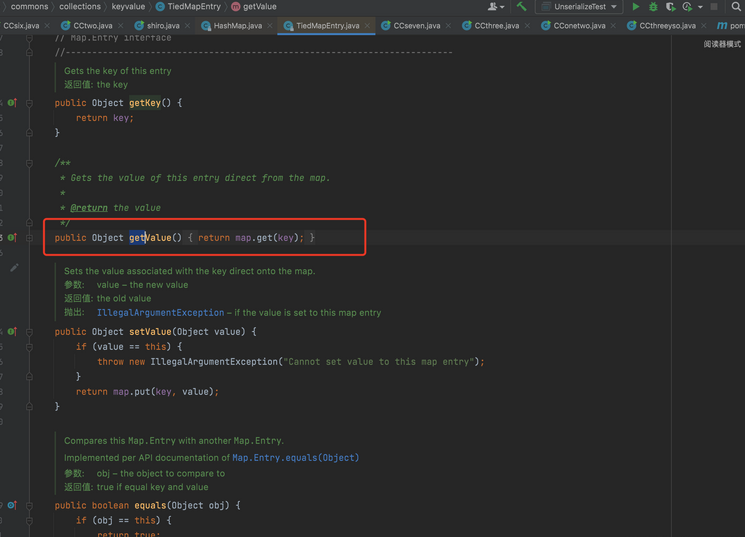 commons
collections
keyvalue
TiedMapEntry
getValue
UnserializeTest
CCsix.java
CCtwo.java
shiro.java
HashMap.java
TiedMapEntry.java
CCseven.java
CCthree.java
CConetwo.java
CCthreeyso.java
pom
阅读器模式
// Map.Entry interface
//-------------------------------------------------------------------------
Gets the key of this entry
返回值: the key
public Object getKey() {
return key;
}
/**
* Gets the value of this entry direct from the map.
*
* @return the value
*/
public Object getValue() { return map.get(key); }
Sets the value associated with the key direct onto the map.
参数: value – the new value
返回值: the old value
抛出: IllegalArgumentException – if the value is set to this map entry
public Object setValue(Object value) {
if (value == this) {
throw new IllegalArgumentException("Cannot set value to this map entry");
}
return map.put(key, value);
}
Compares this Map.Entry with another Map.Entry.
Implemented per API documentation of Map.Entry.equals(Object)
参数: obj – the object to compare to
返回值: true if equal key and value
public boolean equals(Object obj) {
if (obj == this) {
return true;